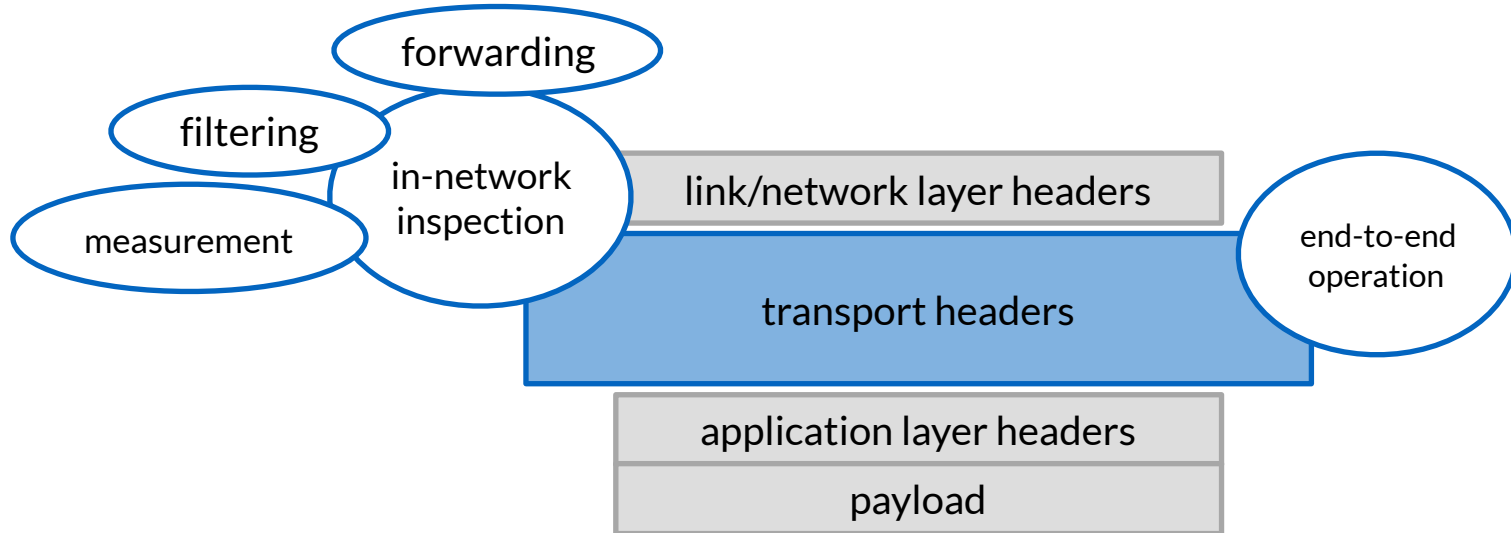 forwarding
filtering
in-network
inspection
measurement
link/network layer headers
transport headers
end-to-end
operation
application layer headers
payload